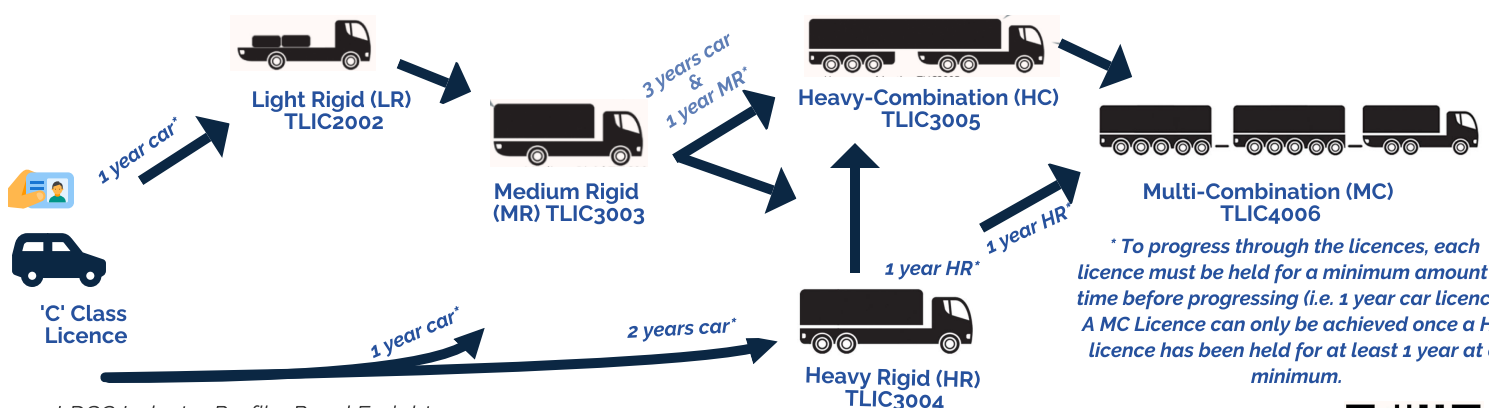 1 year car*
Light Rigid (LR)
TLIC2002
3 years car
&
1 year MR*
Medium Rigid
(MR) TLIC3003
Heavy-Combination (HC)
TLIC3005
Multi-Combination (MC)
TLIC4006
'C' Class
Licence
1 year car*
2 years car*
1 year HR*
1 year HR*
Heavy Rigid (HR)
TLIC3004
* To progress through the licences, each
licence must be held for a minimum amount
time before progressing (i.e. 1 year car
A MC Licence can only be achieved once a
licence has been held for at least 1 year at
minimum.